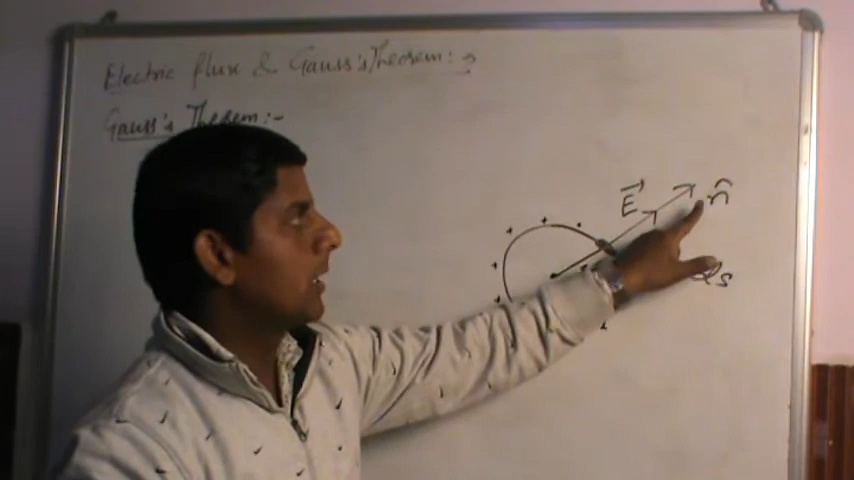 Electric flux & Gauss's Theorem :→
Gauss's Theorem :-
E⃗
n̂
ds